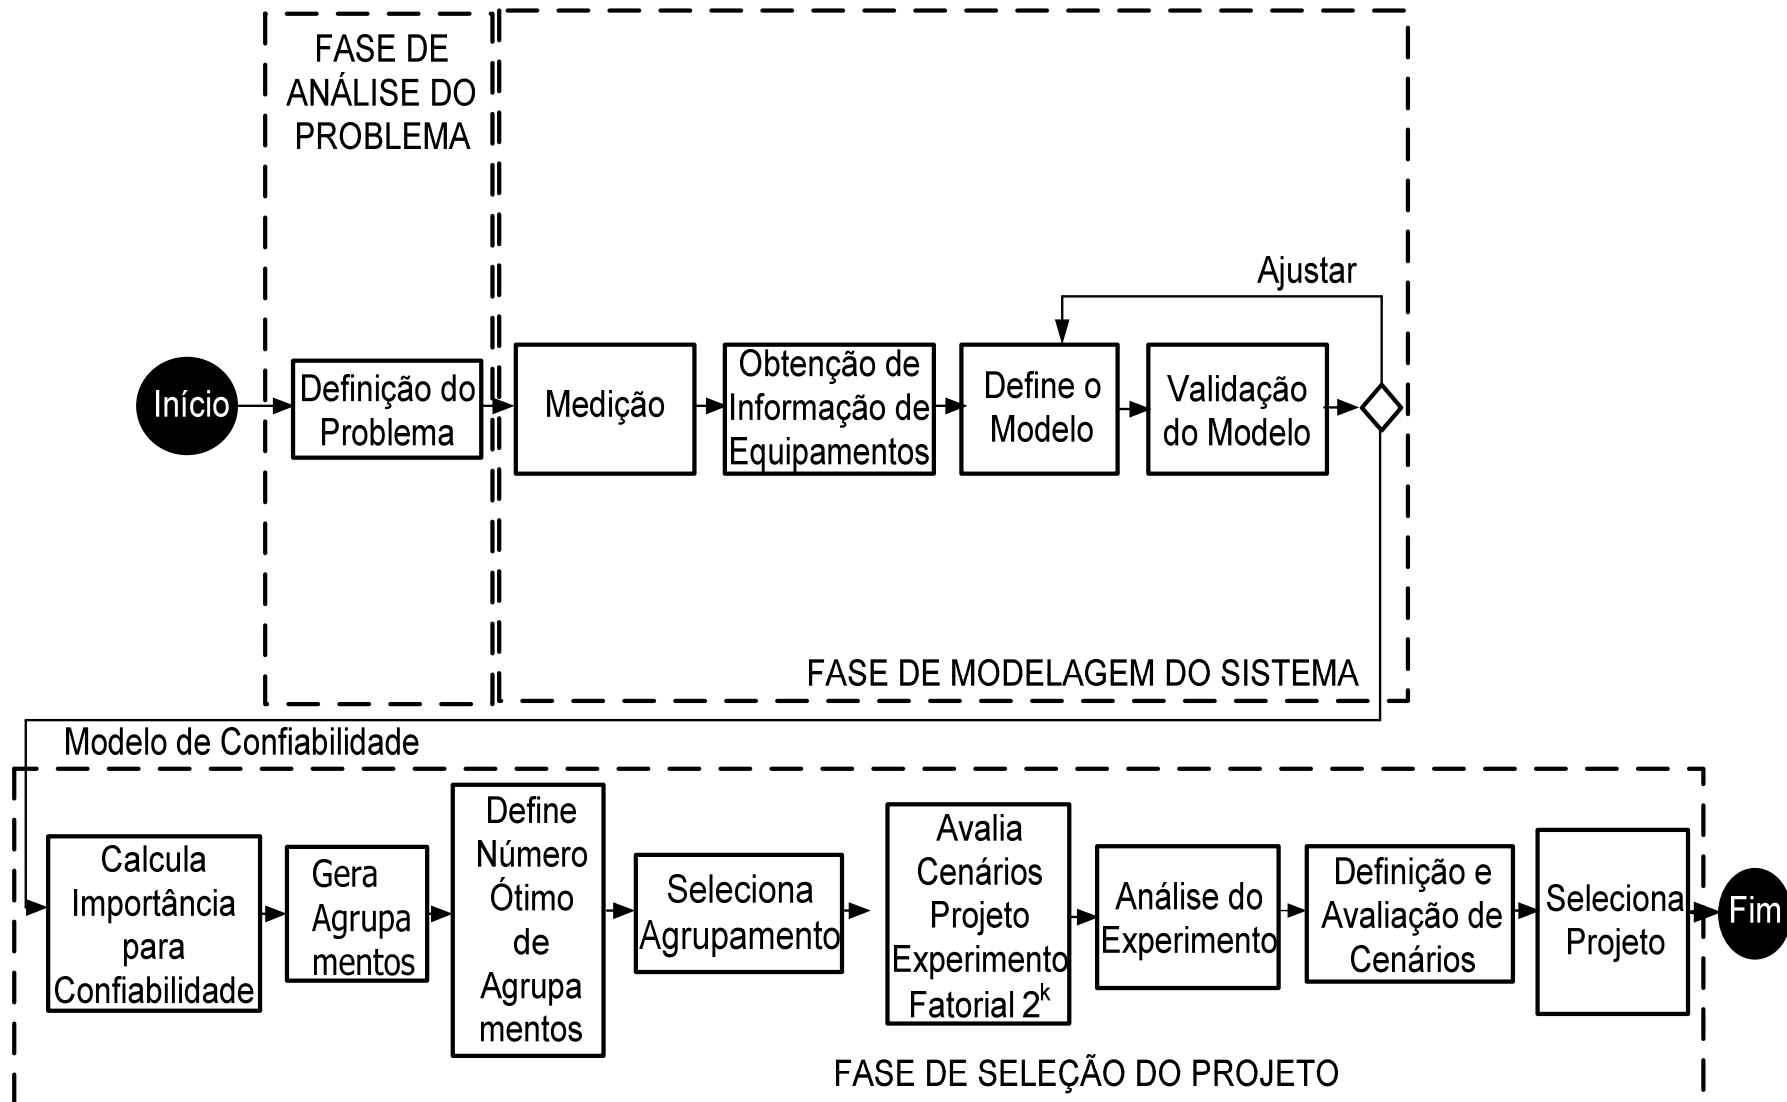 FASE DE
ANÁLISE DO
PROBLEMA
Ajustar
Início
Definição do
Problema
Medição
Obtenção de
Informação de
Equipamentos
Define o
Modelo
Validação
do Modelo
FASE DE MODELAGEM DO SISTEMA
Modelo de Confiabilidade
Calcula
Importância
para
Confiabilidade
Gera
Agrupa
mentos
Define
Número
Ótimo
de
Agrupa
mentos
Seleciona
Agrupamento
Avalia
Cenários
Projeto
Experimento
Fatorial 2^k
Análise do
Experimento
Definição e
Avaliação de
Cenários
Seleciona
Projeto
Fim
FASE DE SELEÇÃO DO PROJETO